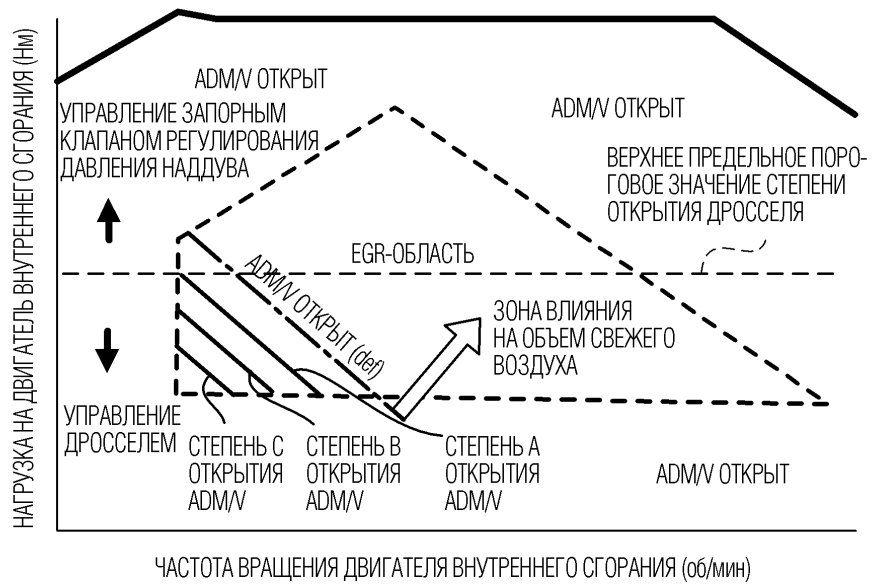 НАГРУЗКА НА ДВИГАТЕЛЬ ВНУТРЕННЕГО СГОРАНИЯ (Нм)
ADM/V ОТКРЫТ
ADM/V ОТКРЫТ
УПРАВЛЕНИЕ ЗАПОРНЫМ
КЛАПАНОМ РЕГУЛИРОВАНИЯ
ДАВЛЕНИЯ НАДДУВА
ВЕРХНЕЕ ПРЕДЕЛЬНОЕ ПОРО-
ГОВОЕ ЗНАЧЕНИЕ СТЕПЕНИ
ОТКРЫТИЯ ДРОССЕЛЯ
EGR-ОБЛАСТЬ
ADM/V ОТКРЫТ (def)
ЗОНА ВЛИЯНИЯ
НА ОБЪЕМ СВЕЖЕГО
ВОЗДУХА
УПРАВЛЕНИЕ
ДРОССЕЛЕМ
СТЕПЕНЬ C
ОТКРЫТИЯ
ADM/V
СТЕПЕНЬ B
ОТКРЫТИЯ
ADM/V
СТЕПЕНЬ A
ОТКРЫТИЯ
ADM/V
ADM/V ОТКРЫТ
ЧАСТОТА ВРАЩЕНИЯ ДВИГАТЕЛЯ ВНУТРЕННЕГО СГОРАНИЯ (об/мин)